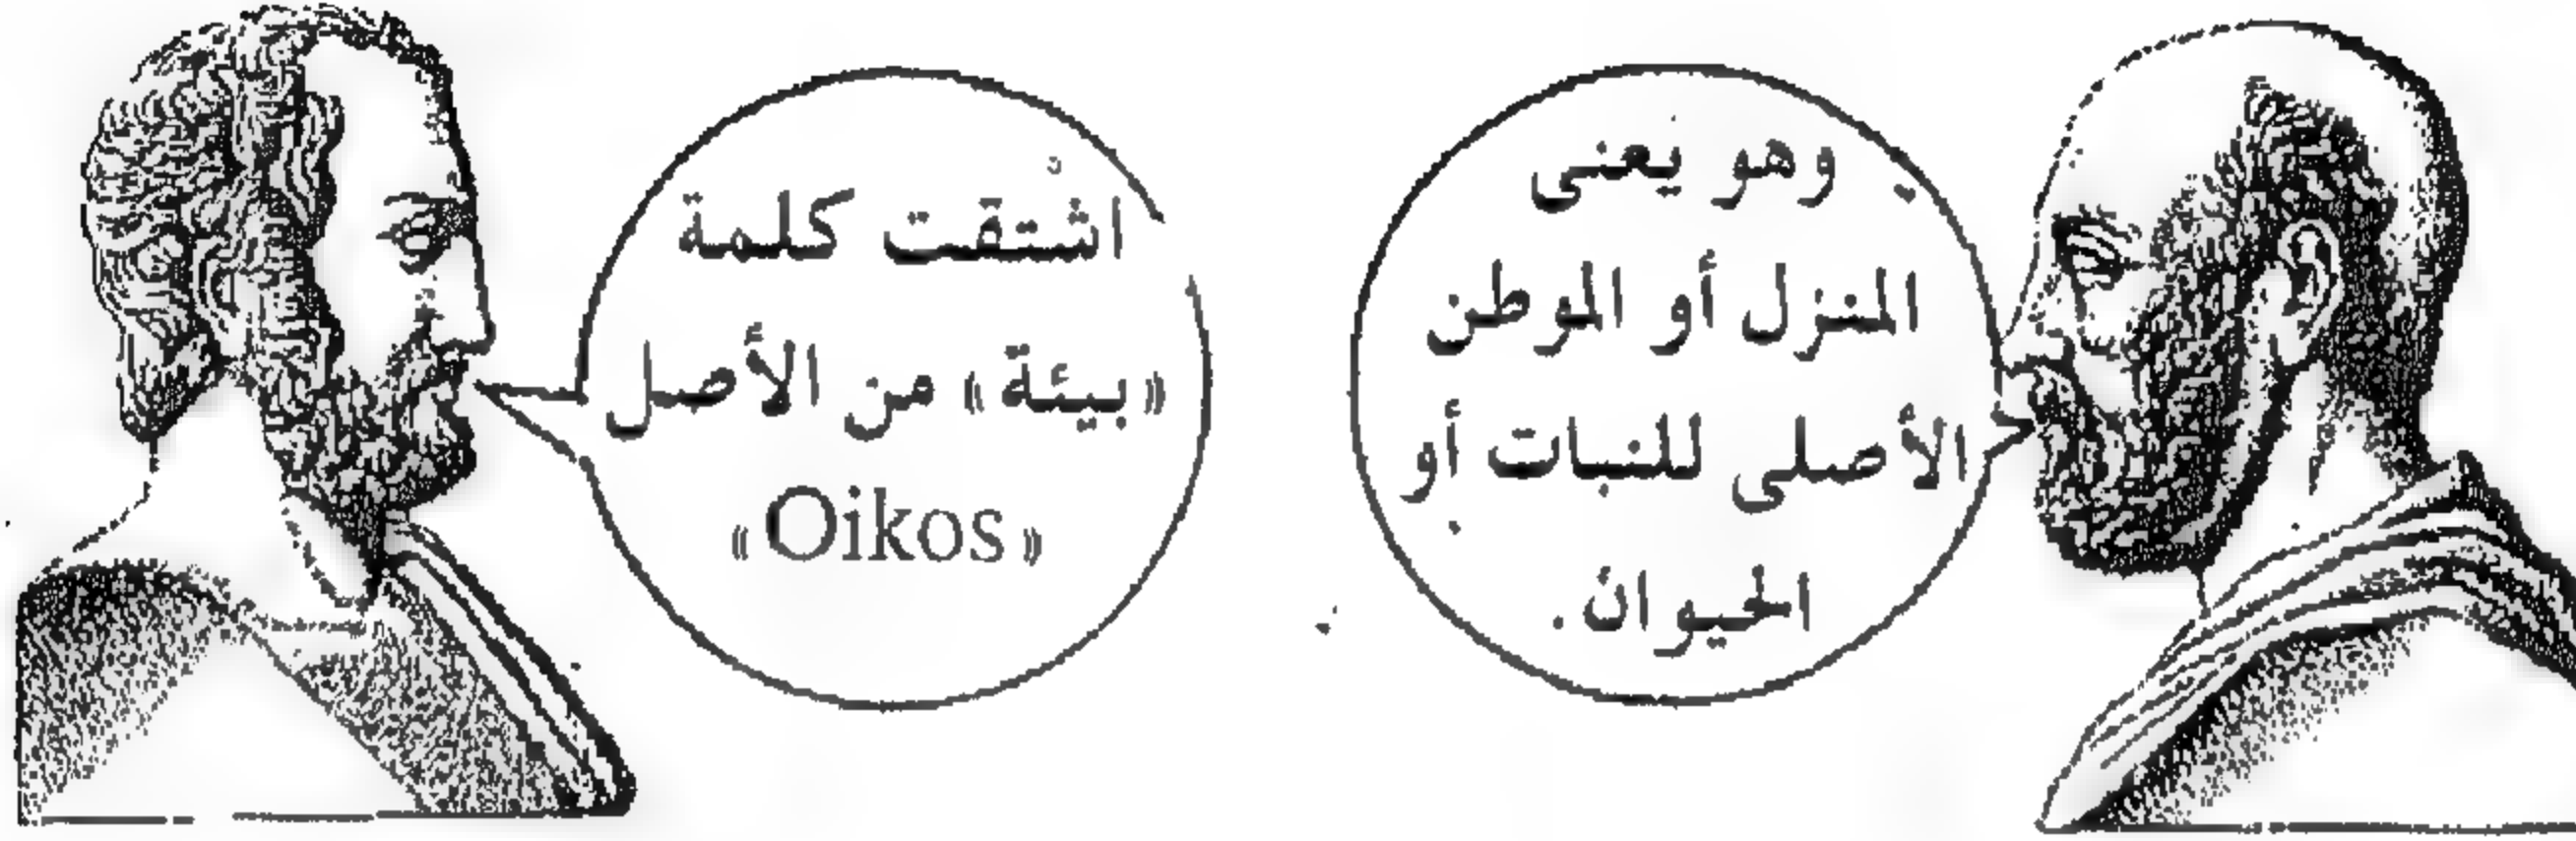 اشتقت كلمة
«بيئة» من الأصل
«Oikos»
وهو يعنى
المنزل أو الموطن
الأصلى للنبات أو
الحيوان.